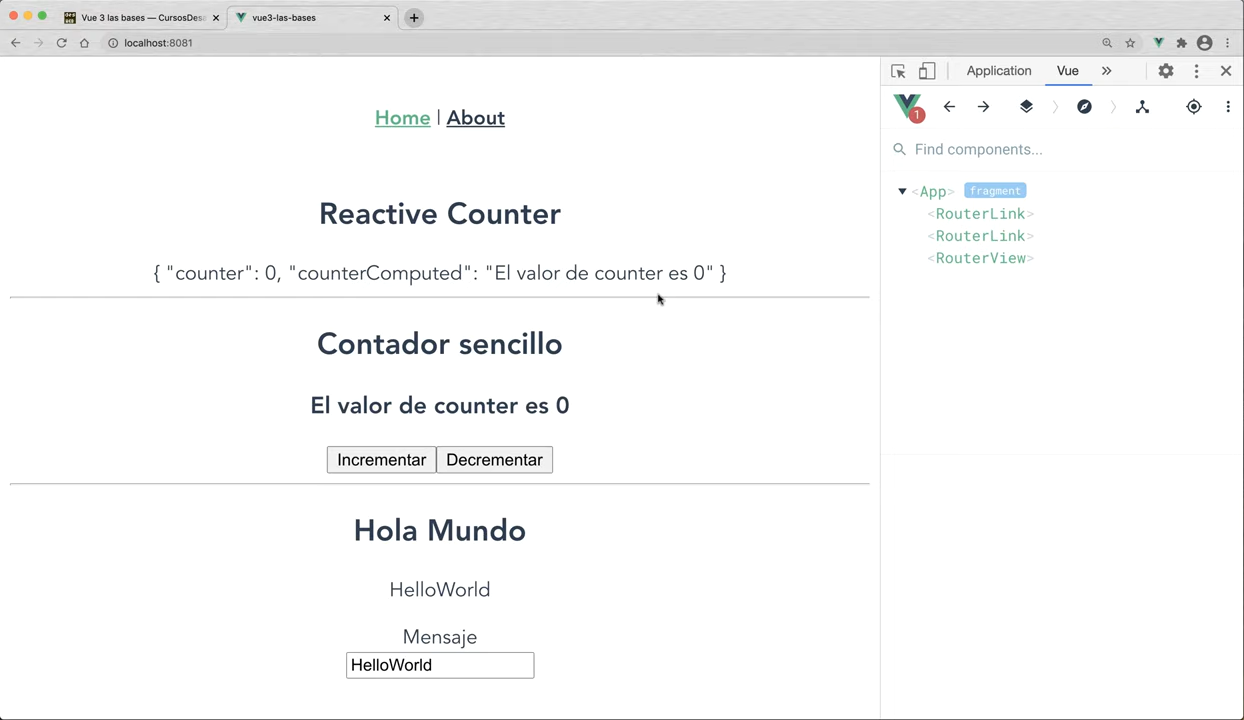 Vue 3 las bases — CursosDesa
vue3-las-bases
localhost:8081
Application
Vue
1
Find components...
<App> fragment
<RouterLink>
<RouterLink>
<RouterView>
Home | About
Reactive Counter
{ "counter": 0, "counterComputed": "El valor de counter es 0" }
Contador sencillo
El valor de counter es 0
Incrementar Decrementar
Hola Mundo
HelloWorld
Mensaje
HelloWorld